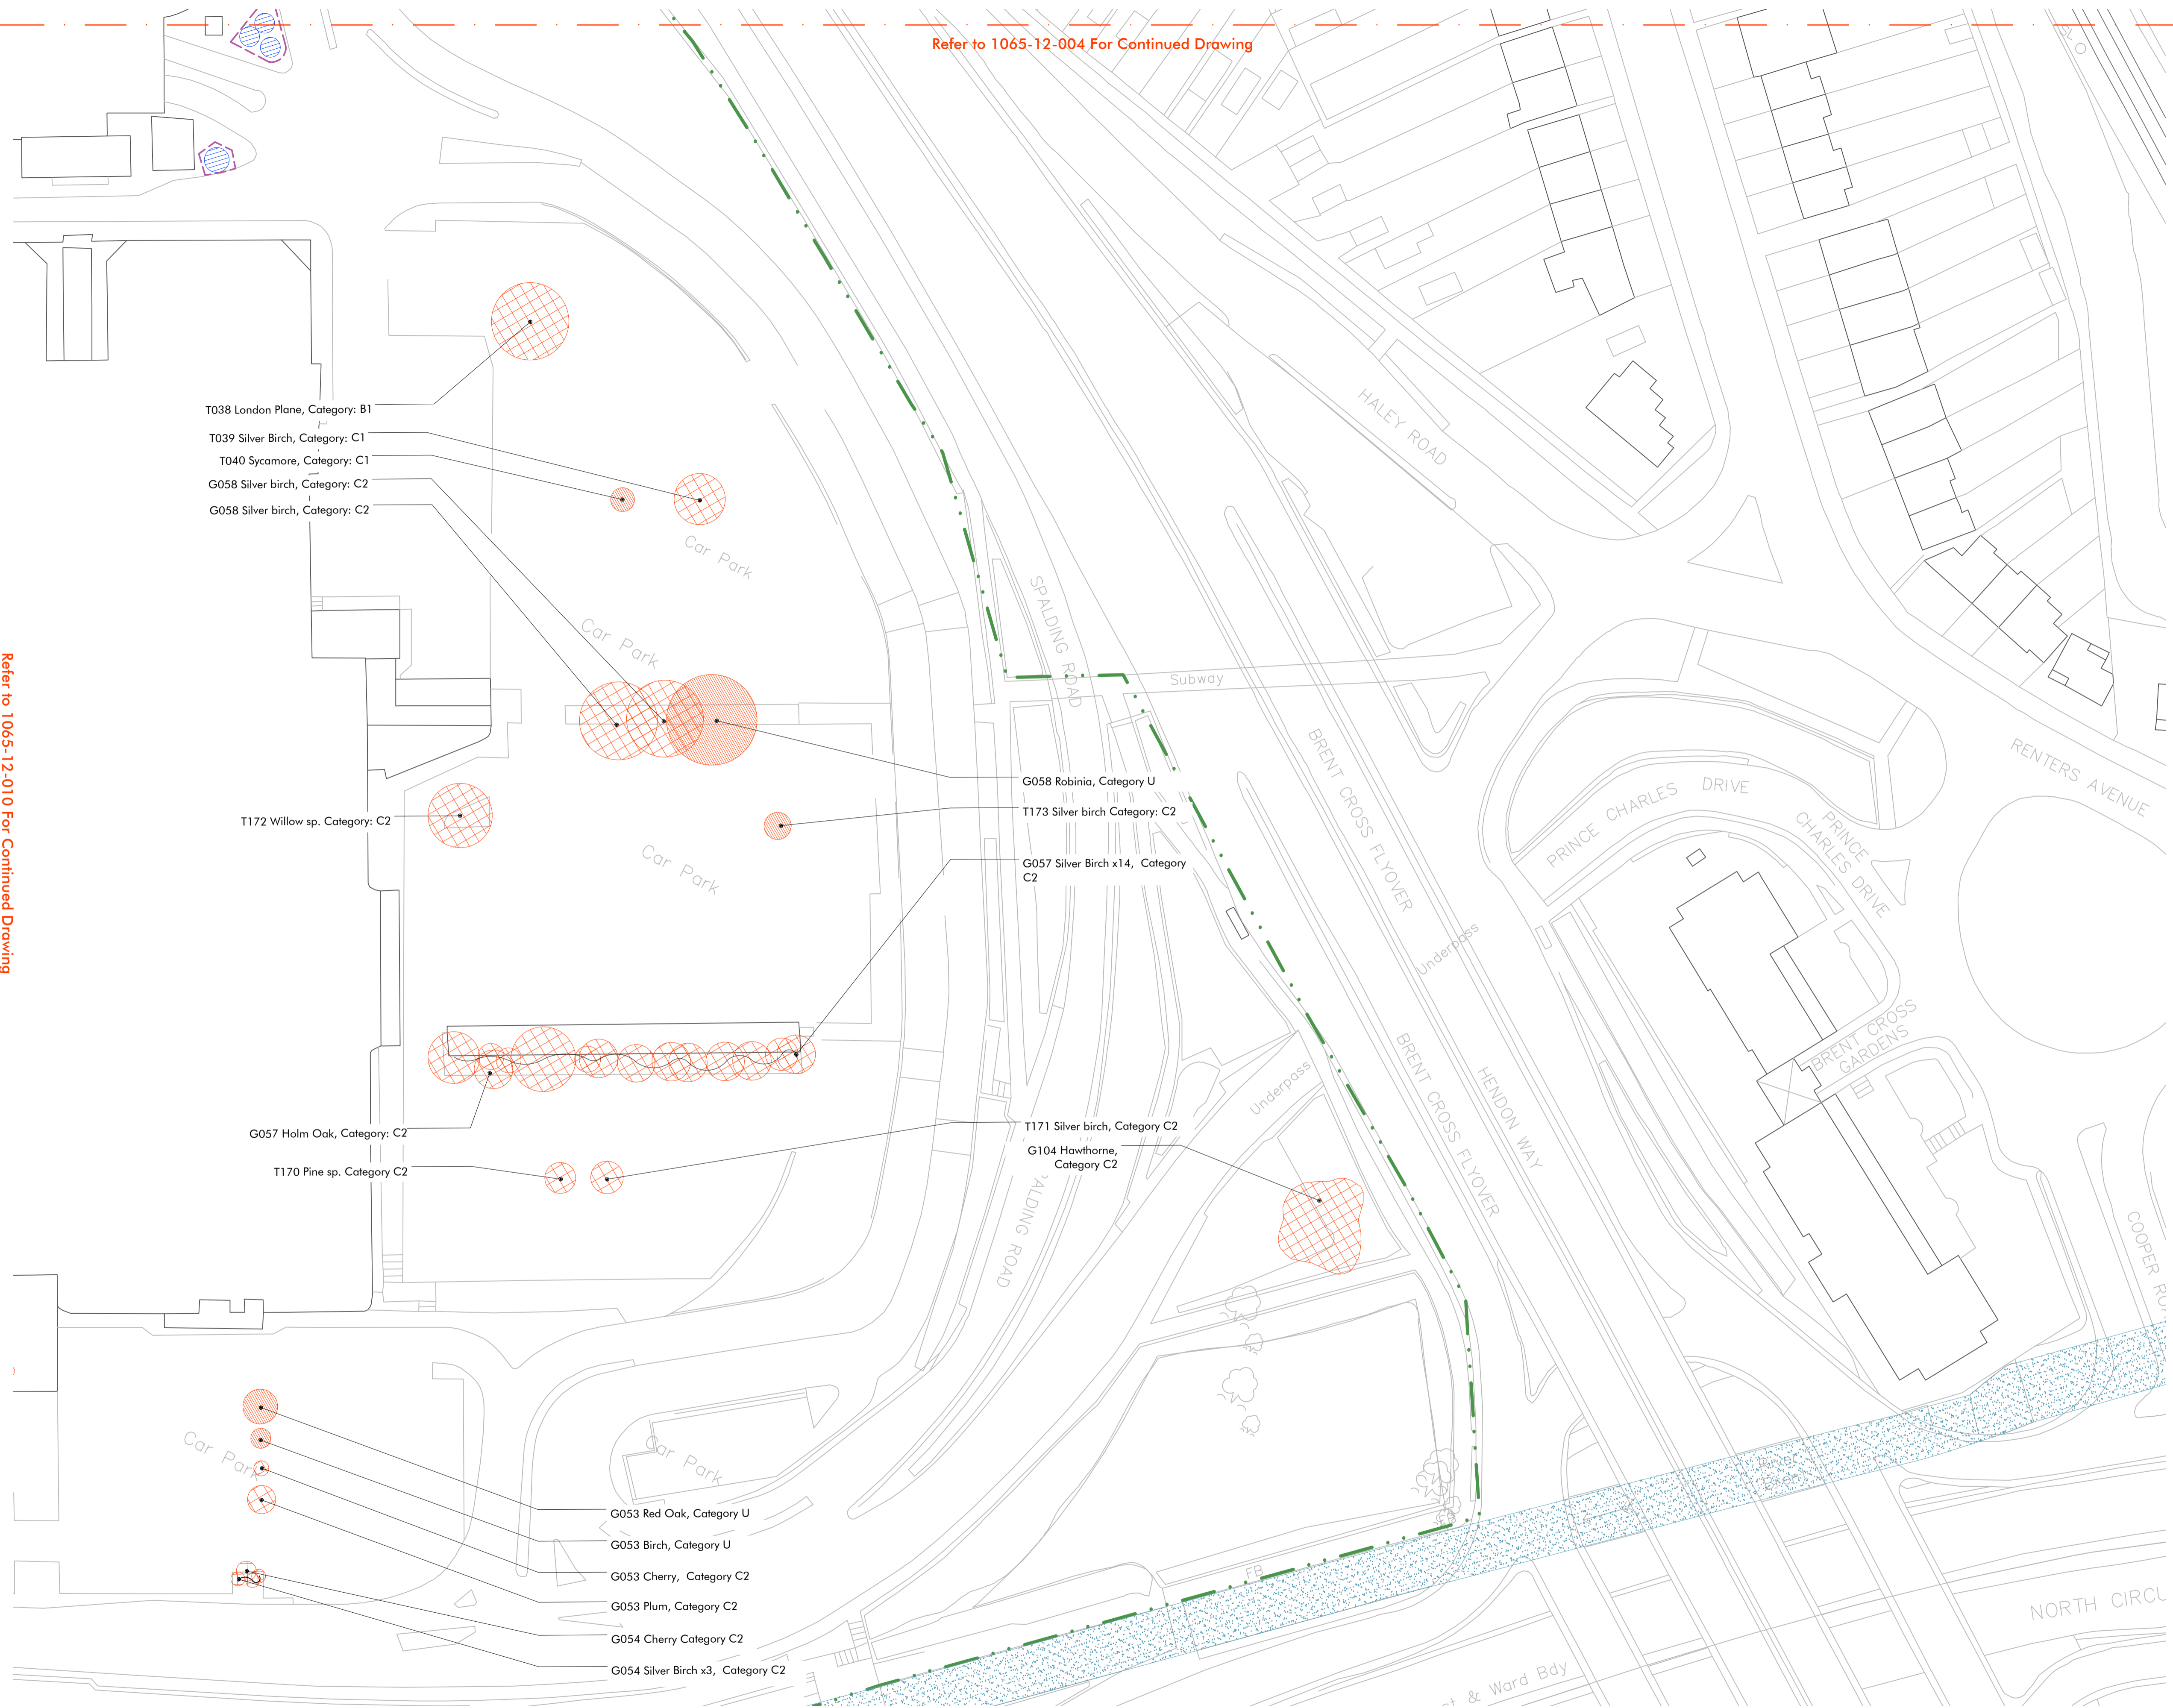 Refer to 1065-12-004 For Continued Drawing
Refer to 1065-12-010 For Continued Drawing
T038 London Plane, Category: B1
T039 Silver Birch, Category: C1
T040 Sycamore, Category: C1
G058 Silver birch, Category: C2
G058 Silver birch, Category: C2
HALEY ROAD
Car Park
Car Park
SPALDING ROAD
Subway
G058 Robinia, Category U
T173 Silver birch Category: C2
T172 Willow sp. Category: C2
Car Park
G057 Silver Birch x14, Category
C2
BRENT CROSS FLYOVER
PRINCE CHARLES DRIVE
PRINCE
CHARLES DRIVE
RENTERS AVENUE
Underpass
BRENT CROSS
GARDENS
Underpass
BRENT CROSS FLYOVER
HENDON WAY
G057 Holm Oak, Category: C2
T171 Silver birch, Category C2
G104 Hawthorne,
Category C2
T170 Pine sp. Category C2
ALDING ROAD
COOPER RO
Car Park
Car Park
G053 Red Oak, Category U
G053 Birch, Category U
G053 Cherry, Category C2
G053 Plum, Category C2
G054 Cherry Category C2
G054 Silver Birch x3, Category C2
FB
River
Brent
NORTH CIRCU
& Ward Bdy